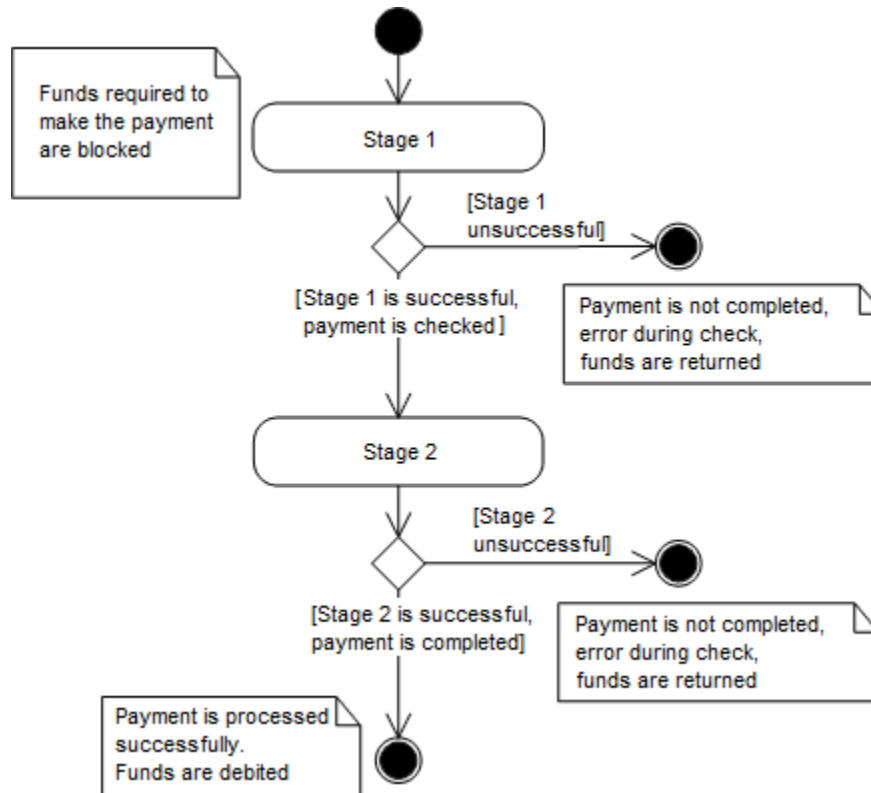 Funds required to
make the payment
are blocked
Stage 1
[Stage 1
unsuccessful]
[Stage 1 is successful,
payment is checked]
Payment is not completed,
error during check,
funds are returned
Stage 2
[Stage 2
unsuccessful]
[Stage 2 is successful,
payment is completed]
Payment is not completed,
error during check,
funds are returned
Payment is processed
successfully.
Funds are debited